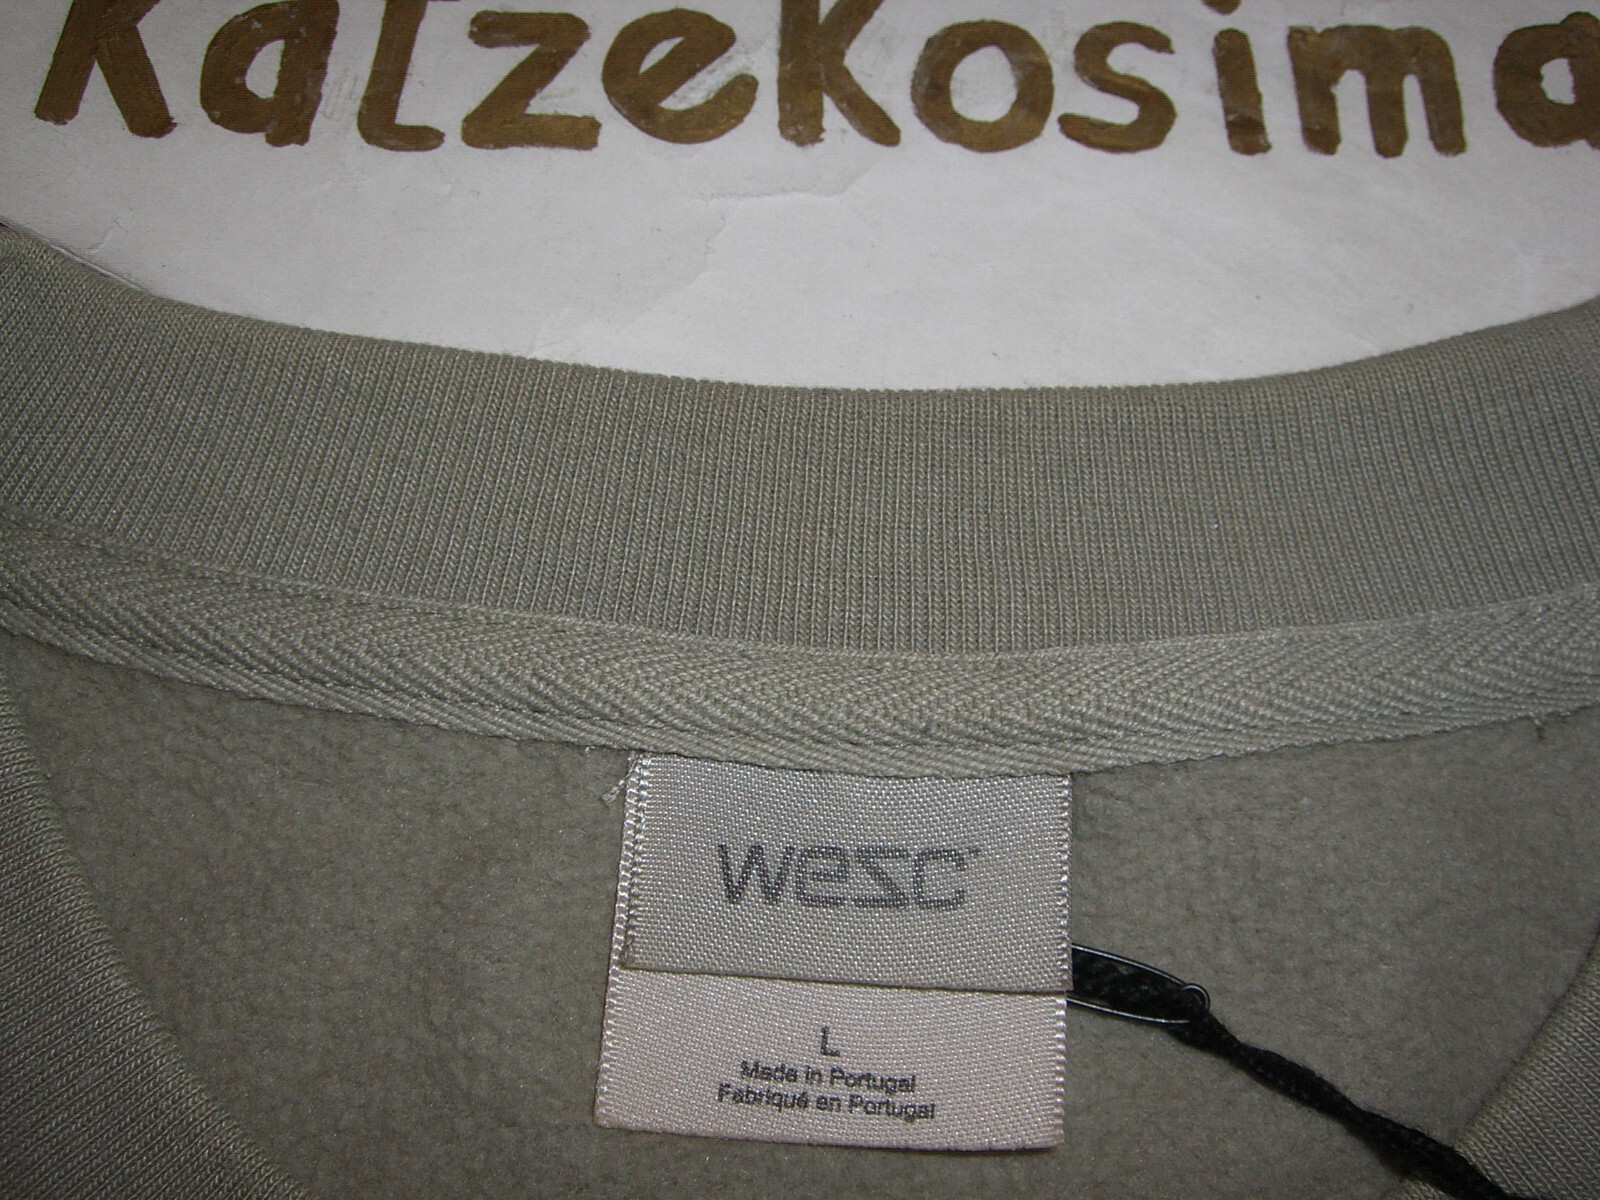 KatzeKosima
wesc
L
Made in Portugal
Fabriqué en Portugal